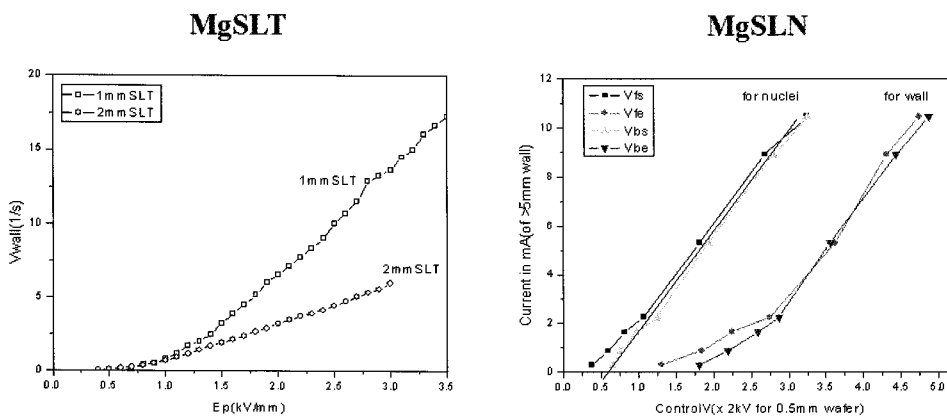 MgSLT
20
15
10
5
0
Vwall(1/s)
1mmSLT
2mmSLT
1mmSLT
2mmSLT
0.0 0.5 1.0 1.5 2.0 2.5 3.0 3.5
Ep(kV/mm)
MgSLN
12
10
8
6
4
2
0
Current in mA(of >5mm wall)
Vfs
Vfe
Vbs
Vbe
for nuclei
for wall
0.0 0.5 1.0 1.5 2.0 2.5 3.0 3.5 4.0 4.5 5.0
ControlV(x 2kV for 0.5mm wafer)